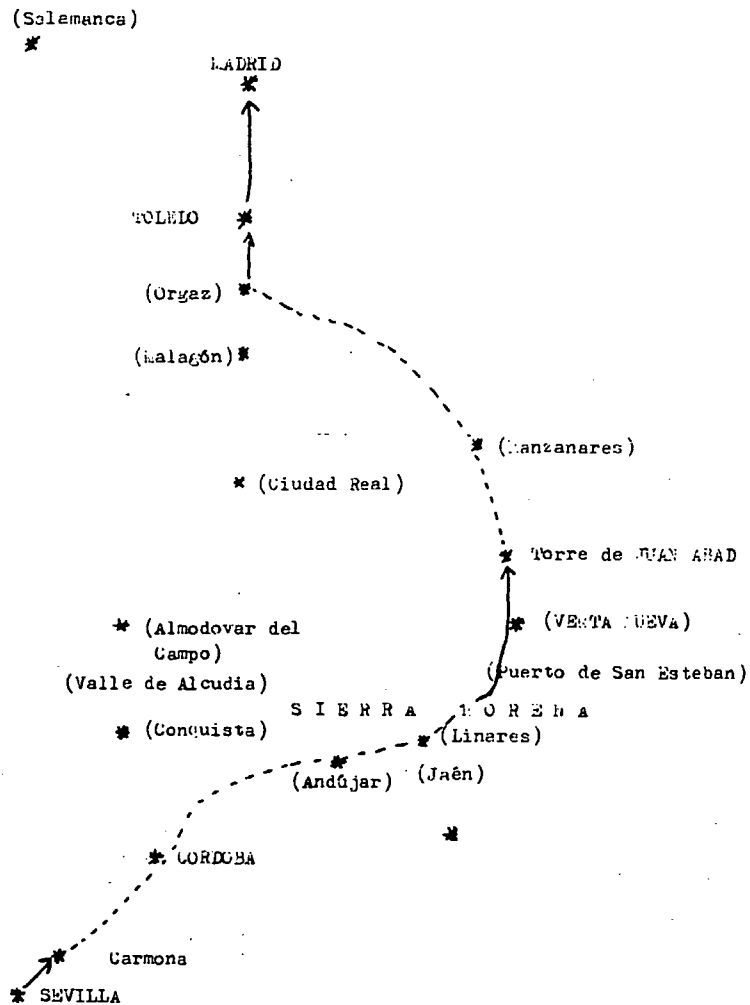 (Salamanca)
MADRID
TOLEDO
(Orgaz)
(Malagón)
(Manzanares)
(Ciudad Real)
Torre de JUAN ABAD
(Almodovar del
Campo)
(VENTA NUEVA)
(Valle de Alcudia)
(Puerto de San Esteban)
SIERRA MORENA
(Conquista)
(Linares)
(Andújar)
(Jaén)
CORDOBA
Carmona
SEVILLA